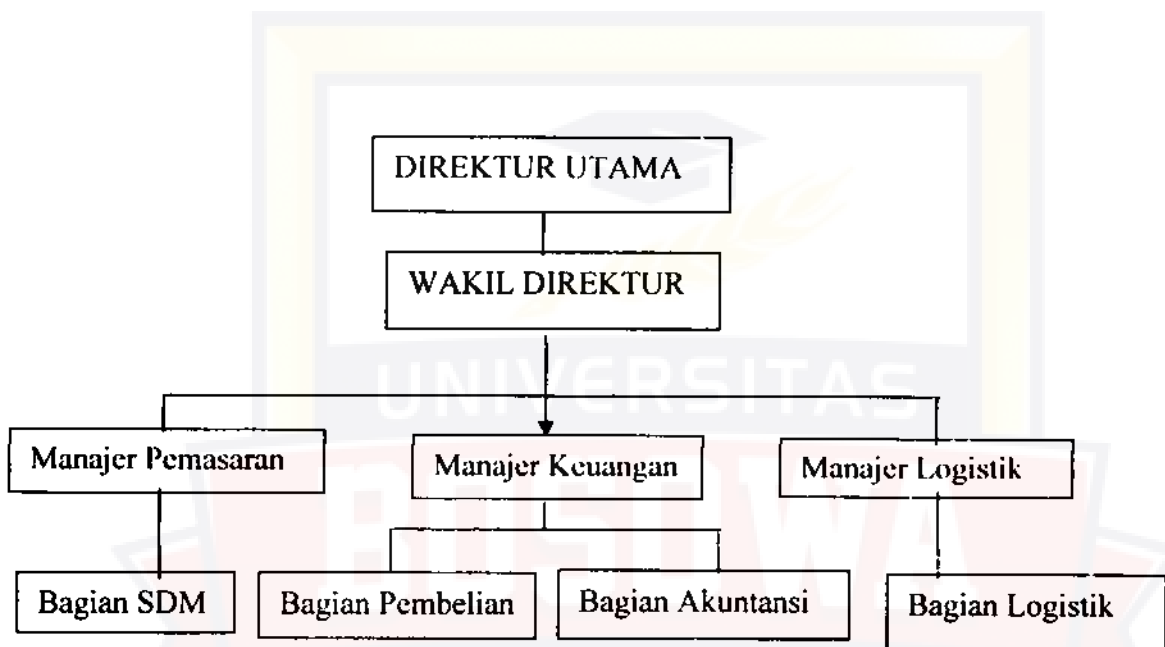 DIREKTUR UTAMA
WAKIL DIREKTUR
UNIVERSITAS
Manajer Pemasaran
Manajer Keuangan
Manajer Logistik
BOSOWA
Bagian SDM
Bagian Pembelian
Bagian Akuntansi
Bagian Logistik